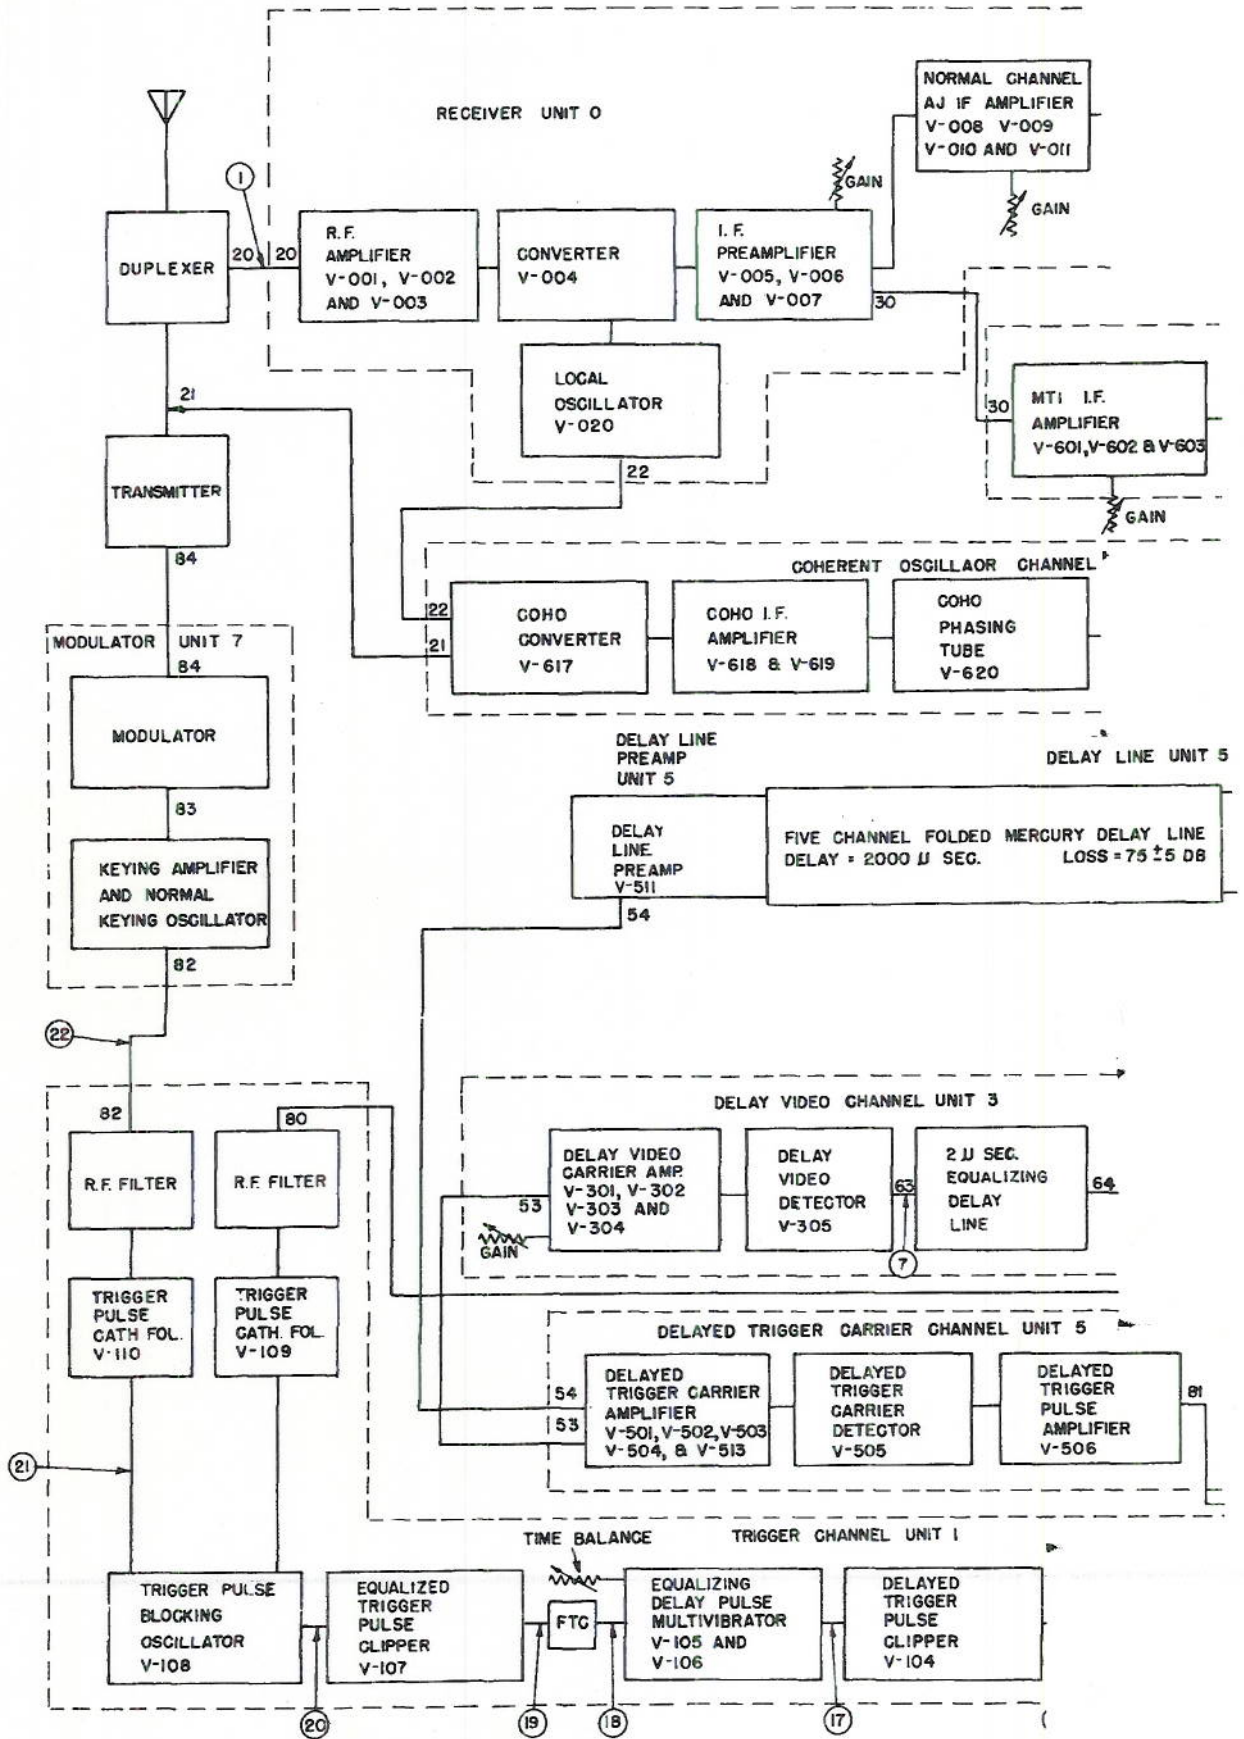 RECEIVER UNIT 0
NORMAL CHANNEL
AJ IF AMPLIFIER
V-008 V-009
V-010 AND V-011
GAIN
GAIN
1
DUPLEXER
20
20
R.F.
AMPLIFIER
V-001, V-002
AND V-003
CONVERTER
V-004
I.F.
PREAMPLIFIER
V-005, V-006
AND V-007
30
LOCAL
OSCILLATOR
V-020
22
21
30
MTI I.F.
AMPLIFIER
V-601, V-602 & V-603
GAIN
TRANSMITTER
84
COHERENT OSCILLAOR CHANNEL
22
21
COHO
CONVERTER
V-617
COHO I.F.
AMPLIFIER
V-618 & V-619
COHO
PHASING
TUBE
V-620
MODULATOR UNIT 7
84
MODULATOR
83
KEYING AMPLIFIER
AND NORMAL
KEYING OSCILLATOR
82
DELAY LINE
PREAMP
UNIT 5
DELAY LINE UNIT 5
DELAY
LINE
PREAMP
V-511
54
FIVE CHANNEL FOLDED MERCURY DELAY LINE
DELAY = 2000 µ SEC. LOSS = 75 ± 5 DB
22
82
80
R.F. FILTER
R.F. FILTER
DELAY VIDEO CHANNEL UNIT 3
53
GAIN
DELAY VIDEO
CARRIER AMP.
V-301, V-302
V-303 AND
V-304
DELAY
VIDEO
DETECTOR
V-305
63
7
2 µ SEC.
EQUALIZING
DELAY
LINE
64
TRIGGER
PULSE
CATH FOL.
V-110
TRIGGER
PULSE
CATH. FOL.
V-109
DELAYED TRIGGER CARRIER CHANNEL UNIT 5
54
53
DELAYED
TRIGGER CARRIER
AMPLIFIER
V-501, V-502, V-503
V-504, & V-513
DELAYED
TRIGGER
CARRIER
DETECTOR
V-505
DELAYED
TRIGGER
PULSE
AMPLIFIER
V-506
81
21
TIME BALANCE
TRIGGER CHANNEL UNIT 1
TRIGGER PULSE
BLOCKING
OSCILLATOR
V-108
EQUALIZED
TRIGGER
PULSE
CLIPPER
V-107
FTC
EQUALIZING
DELAY PULSE
MULTIVIBRATOR
V-105 AND
V-106
DELAYED
TRIGGER
PULSE
CLIPPER
V-104
20
19
18
17